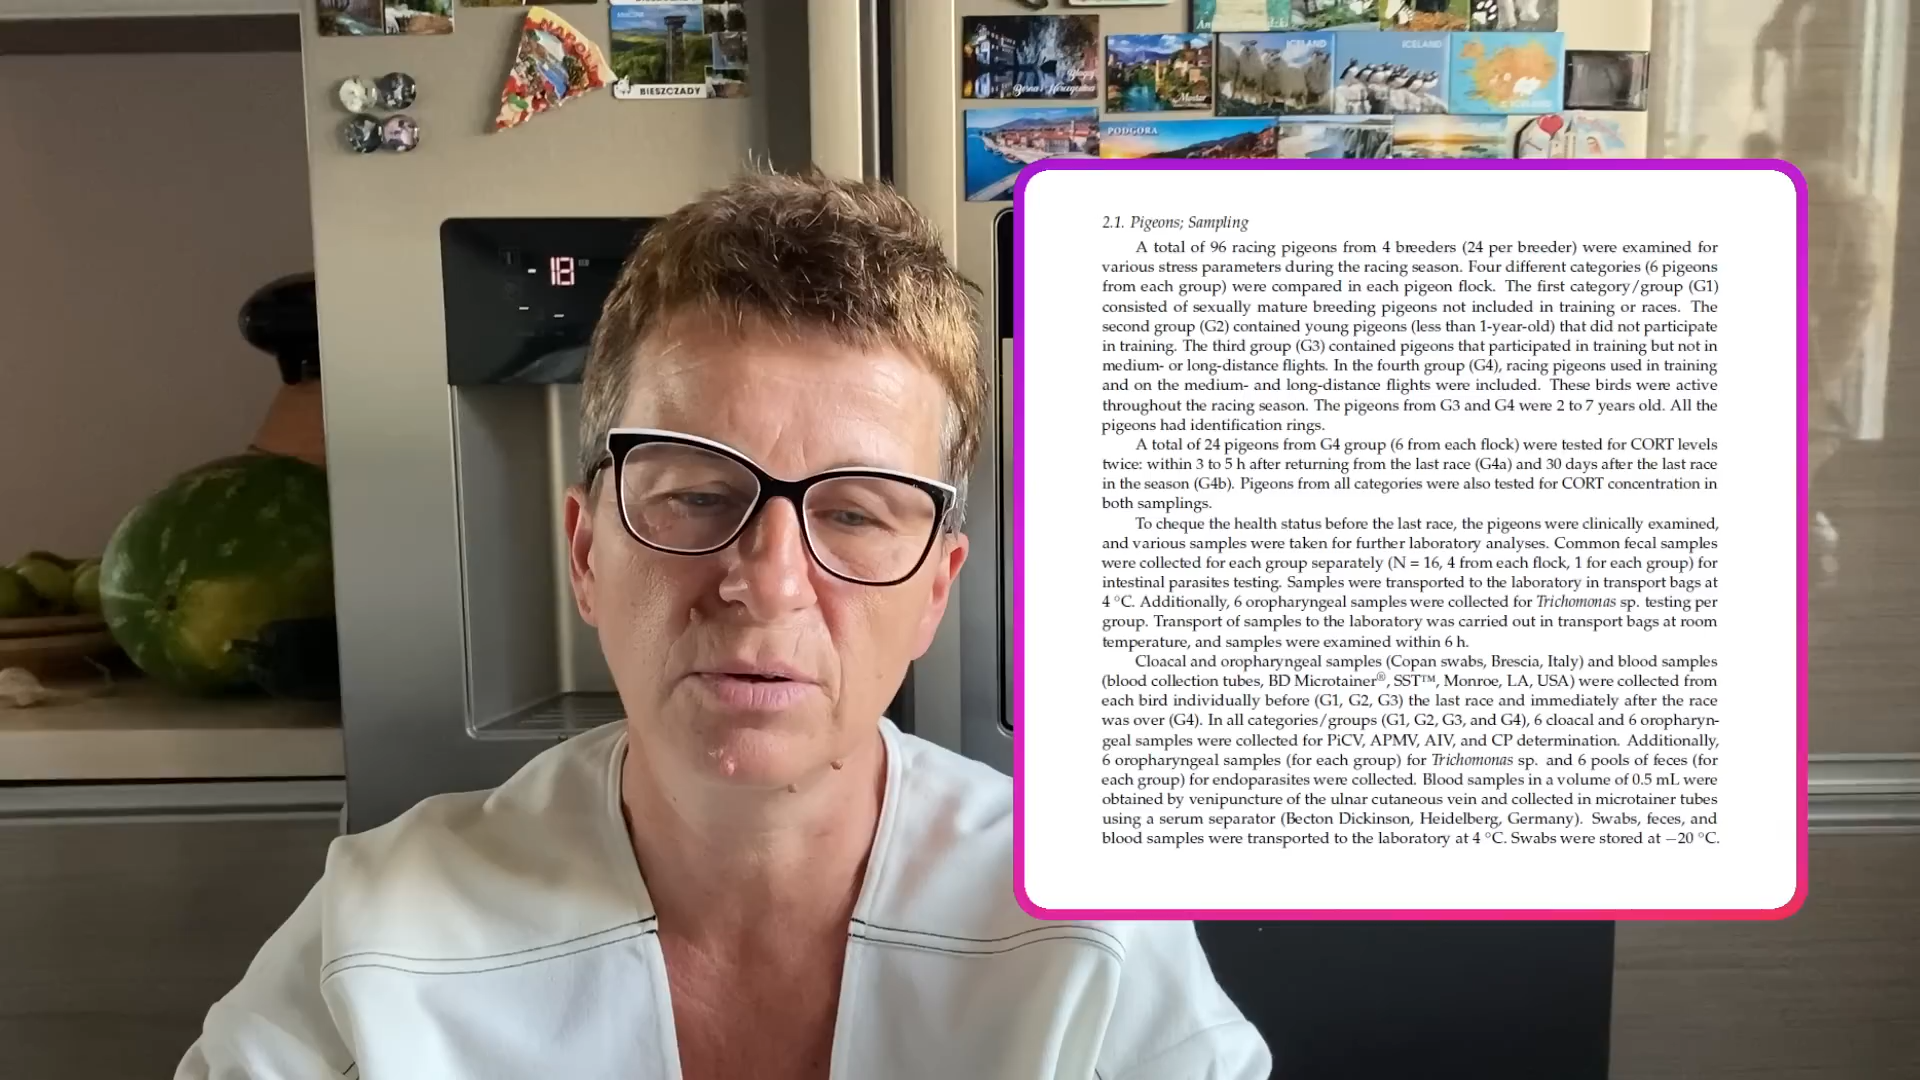 NAPOLI
BIESZCZADY
Blagaj
Bosna i Hercegovina
Mostar
ICELAND
ICELAND
ICELAND
PODGORA
- 18
2.1. Pigeons; Sampling
A total of 96 racing pigeons from 4 breeders (24 per breeder) were examined for
various stress parameters during the racing season. Four different categories (6 pigeons
from each group) were compared in each pigeon flock. The first category/group (G1)
consisted of sexually mature breeding pigeons not included in training or races. The
second group (G2) contained young pigeons (less than 1-year-old) that did not participate
in training. The third group (G3) contained pigeons that participated in training but not in
medium- or long-distance flights. In the fourth group (G4), racing pigeons used in training
and on the medium- and long-distance flights were included. These birds were active
throughout the racing season. The pigeons from G3 and G4 were 2 to 7 years old. All the
pigeons had identification rings.
A total of 24 pigeons from G4 group (6 from each flock) were tested for CORT levels
twice: within 3 to 5 h after returning from the last race (G4a) and 30 days after the last race
in the season (G4b). Pigeons from all categories were also tested for CORT concentration in
both samplings.
To cheque the health status before the last race, the pigeons were clinically examined,
and various samples were taken for further laboratory analyses. Common fecal samples
were collected for each group separately (N = 16, 4 from each flock, 1 for each group) for
intestinal parasites testing. Samples were transported to the laboratory in transport bags at
4 °C. Additionally, 6 oropharyngeal samples were collected for Trichomonas sp. testing per
group. Transport of samples to the laboratory was carried out in transport bags at room
temperature, and samples were examined within 6 h.
Cloacal and oropharyngeal samples (Copan swabs, Brescia, Italy) and blood samples
(blood collection tubes, BD Microtainer®, SST™, Monroe, LA, USA) were collected from
each bird individually before (G1, G2, G3) the last race and immediately after the race
was over (G4). In all categories/groups (G1, G2, G3, and G4), 6 cloacal and 6 oropharyn-
geal samples were collected for PiCV, APMV, AIV, and CP determination. Additionally,
6 oropharyngeal samples (for each group) for Trichomonas sp. and 6 pools of feces (for
each group) for endoparasites were collected. Blood samples in a volume of 0.5 mL were
obtained by venipuncture of the ulnar cutaneous vein and collected in microtainer tubes
using a serum separator (Becton Dickinson, Heidelberg, Germany). Swabs, feces, and
blood samples were transported to the laboratory at 4 °C. Swabs were stored at −20 °C.